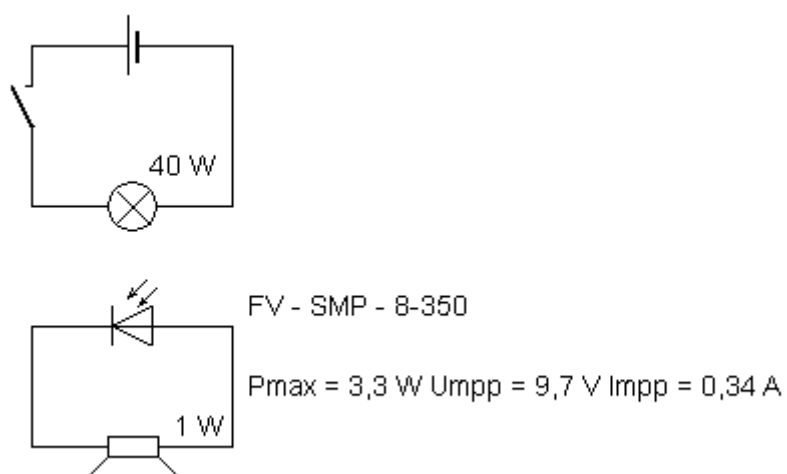 40 W
FV - SMP - 8-350
Pmax = 3,3 W Umpp = 9,7 V Impp = 0,34 A
1 W